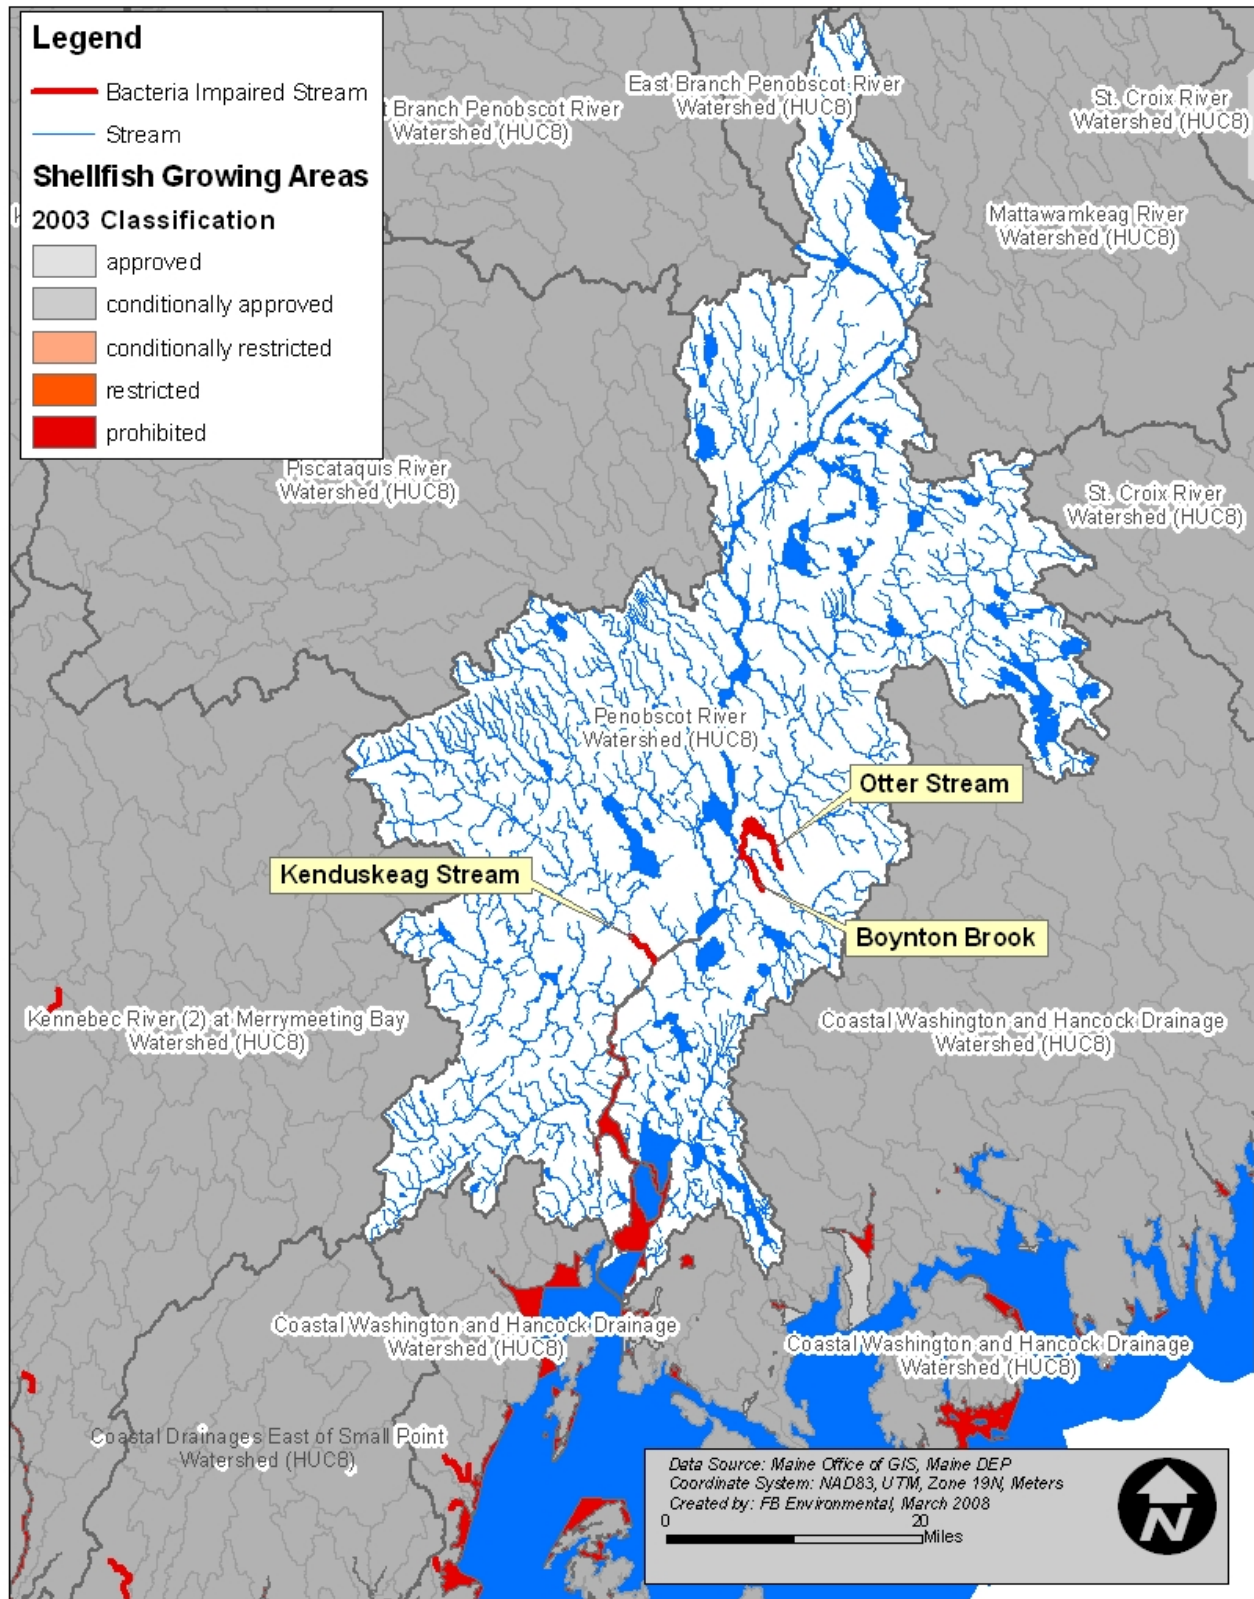 Legend
Bacteria Impaired Stream
Stream
Shellfish Growing Areas
2003 Classification
approved
conditionally approved
conditionally restricted
restricted
prohibited
East Branch Penobscot River
Watershed (HUC8)
t Branch Penobscot River
Watershed (HUC8)
St. Croix River
Watershed (HUC8)
Mattawamkeag River
Watershed (HUC8)
Piscataquis River
Watershed (HUC8)
St. Croix River
Watershed (HUC8)
Penobscot River
Watershed (HUC8)
Otter Stream
Kenduskeag Stream
Boynton Brook
Kennebec River (2) at Merrymeeting Bay
Watershed (HUC8)
Coastal Washington and Hancock Drainage
Watershed (HUC8)
Coastal Washington and Hancock Drainage
Watershed (HUC8)
Coastal Washington and Hancock Drainage
Watershed (HUC8)
Coastal Drainages East of Small Point
Watershed (HUC8)
Data Source: Maine Office of GIS, Maine DEP
Coordinate System: NAD83, UTM, Zone 19N, Meters
Created by: FB Environmental, March 2008
0 20
Miles
N